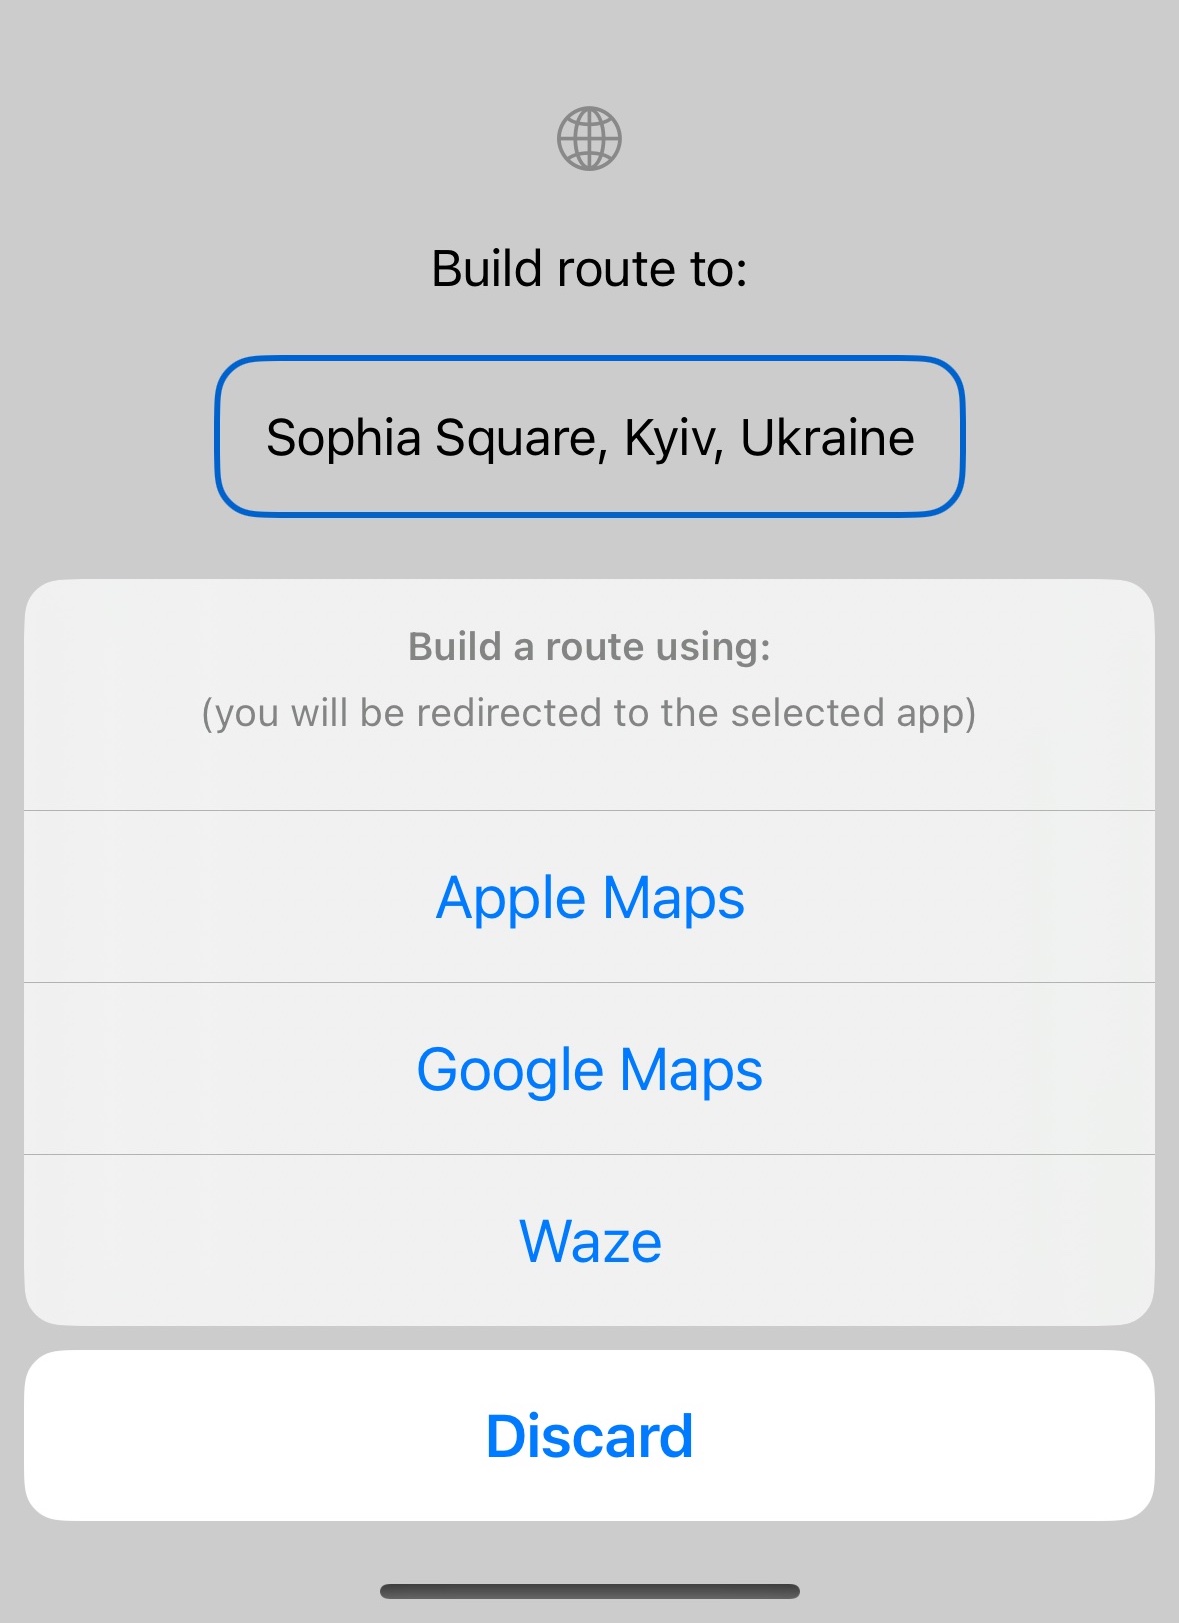 Build route to:
Sophia Square, Kyiv, Ukraine
Build a route using:
(you will be redirected to the selected app)
Apple Maps
Google Maps
Waze
Discard